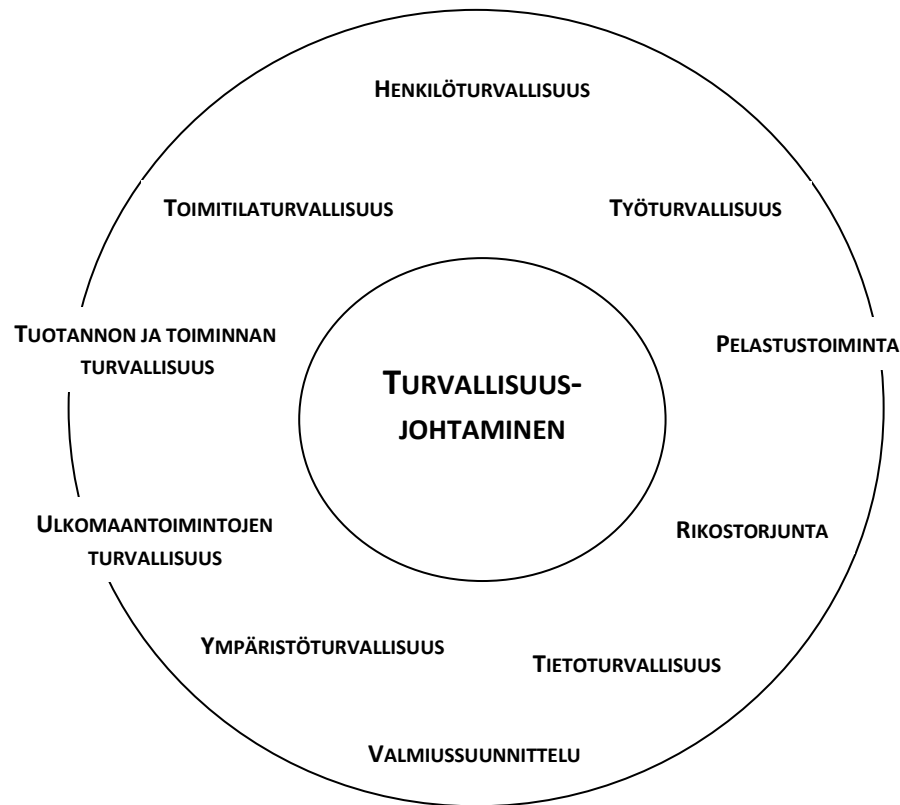 HENKILÖTURVALLISUUS
TOIMITILATURVALLISUUS
TYÖTURVALLISUUS
TUOTANNON JA TOIMINNAN
TURVALLISUUS
PELASTUSTOIMINTA
TURVALLISUUS-
JOHTAMINEN
ULKOMAANTOIMINTOJEN
TURVALLISUUS
RIKOSTORJUNTA
YMPÄRISTÖTURVALLISUUS
TIETOTURVALLISUUS
VALMIUSSUUNNITTELU